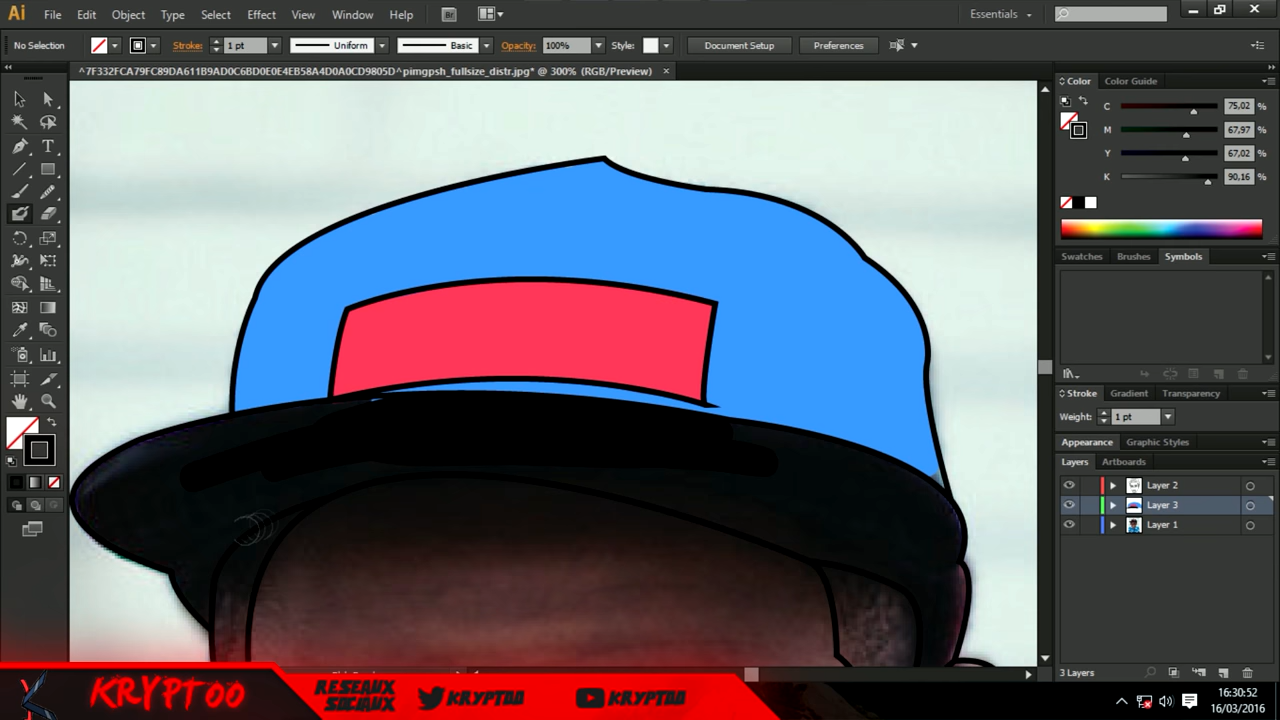 Ai File Edit Object Type Select Effect View Window Help Br Essentials
No Selection Stroke: 1 pt Uniform Basic Opacity: 100% Style: Document Setup Preferences
^7F332FCA79FC89DA611B9AD0C6BD0E0E4EB58A4D0A0CD9805D^pimgpsh_fullsize_distr.jpg* @ 300% (RGB/Preview)
Color Color Guide
C 75,02 %
M 67,97 %
Y 67,02 %
K 90,16 %
Swatches Brushes Symbols
Stroke Gradient Transparency
Weight: 1 pt
Appearance Graphic Styles
Layers Artboards
Layer 2
Layer 3
Layer 1
3 Layers
KRYPTOO
RESEAUX
SOCIAUX
KRYPTOO
KRYPTOO
16:30:52
16/03/2016